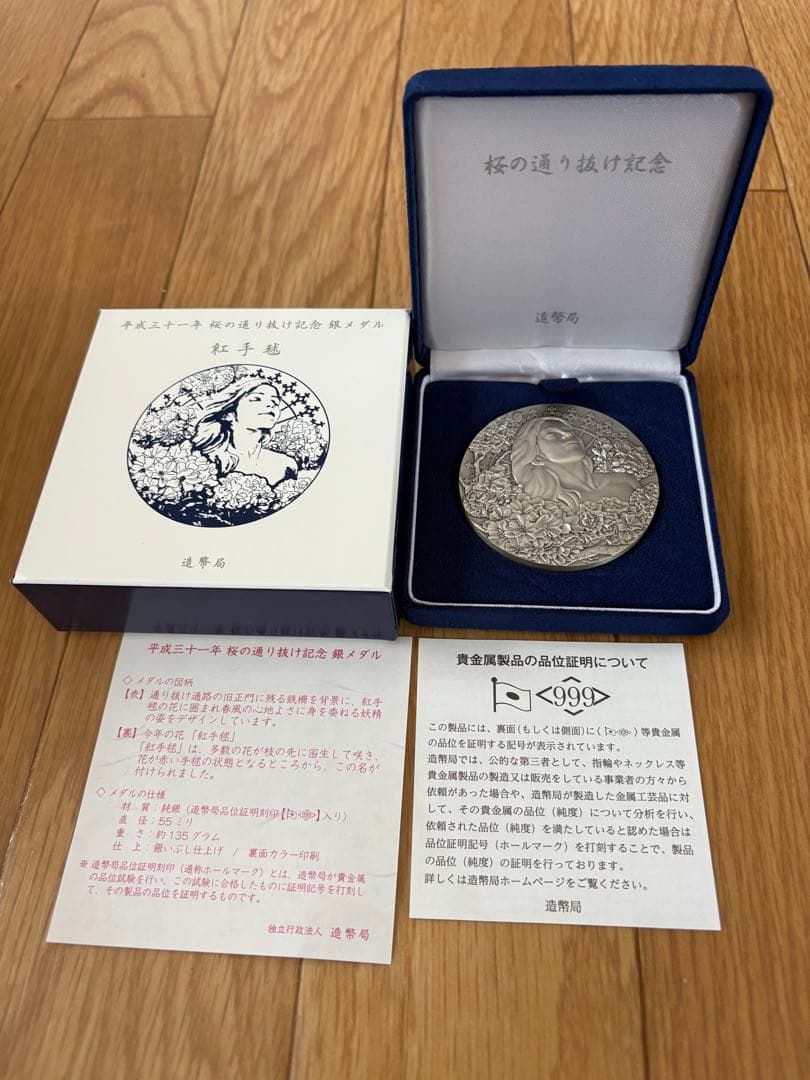 桜の通り抜け記念
造幣局
平成三十一年 桜の通り抜け記念 銀メダル
紅手毬
造幣局
平成三十一年 桜の通り抜け記念 銀メダル
◇ メダルの図柄
【表】通り抜け通路の旧正門に残る鉄柵を背景に、紅手
毬の花に囲まれ春風の心地よさに身を委ねる妖精
の姿をデザインしています。
【裏】今年の花「紅手毬」
「紅手毬」は、多数の花が枝の先に密生して咲き、
花が赤い手毬の状態となるところから、この名が
付けられました。
◇ メダルの仕様
材 質：純銀（造幣局品位証明刻印【999】入り）
直 径：55ミリ
重 さ：約135グラム
仕 上：銀いぶし仕上げ / 裏面カラー印刷
※ 造幣局品位証明刻印（通称ホールマーク）とは、造幣局が貴金属
の品位試験を行い、この試験に合格したものに証明記号を打刻し
て、その製品の品位を証明するものです。
独立行政法人 造幣局
貴金属製品の品位証明について
999
この製品には、裏面（もしくは側面）に（999）等貴金属
の品位を証明する記号が表示されています。
造幣局では、公的な第三者として、指輪やネックレス等
貴金属製品の製造又は販売をしている事業者の方々から
依頼があった場合や、造幣局が製造した金属工芸品に対
して、その貴金属の品位（純度）について分析を行い、
依頼された品位（純度）を満たしていると認めた場合は
品位証明記号（ホールマーク）を打刻することで、製品
の品位（純度）の証明を行っております。
詳しくは造幣局ホームページをご覧ください。
造幣局